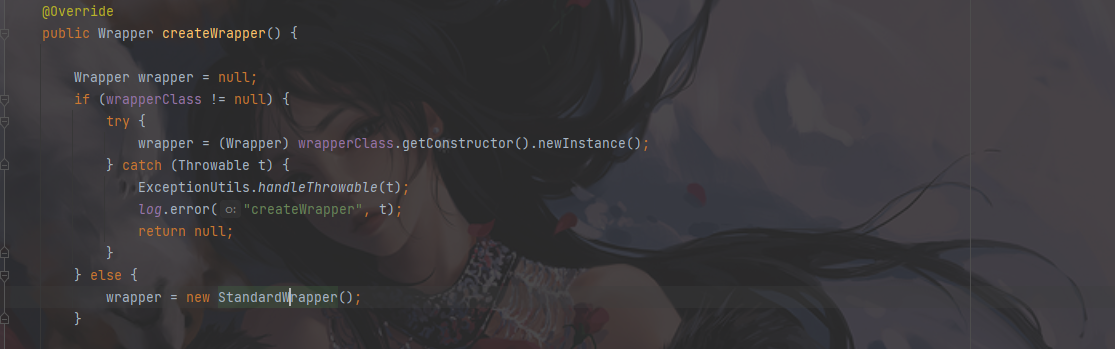 @Override
public Wrapper createWrapper() {
Wrapper wrapper = null;
if (wrapperClass != null) {
try {
wrapper = (Wrapper) wrapperClass.getConstructor().newInstance();
} catch (Throwable t) {
ExceptionUtils.handleThrowable(t);
log.error( o: "createWrapper", t);
return null;
}
} else {
wrapper = new StandardWrapper();
}